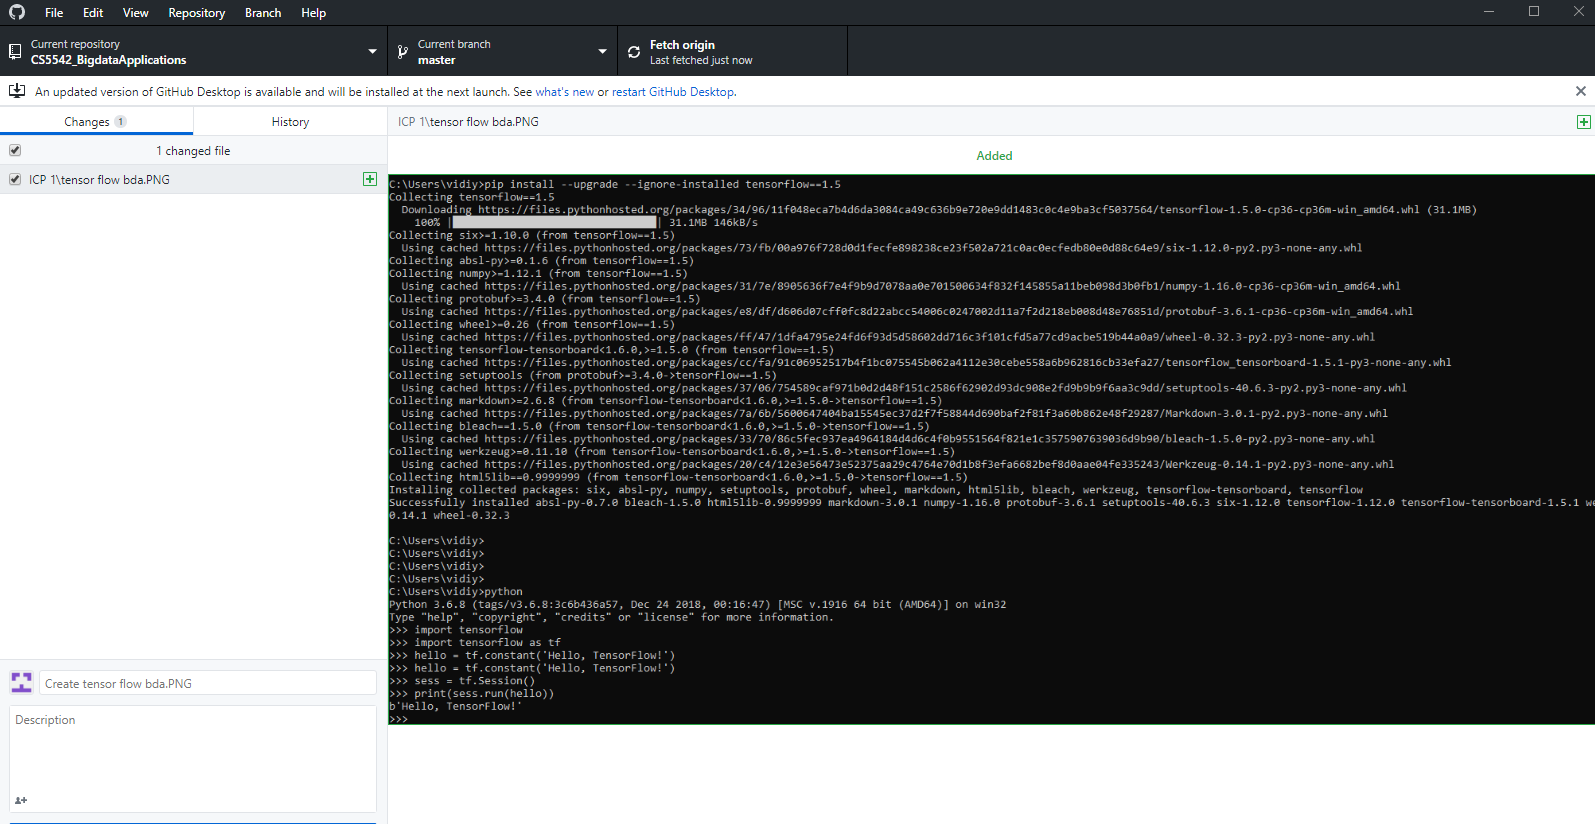 File Edit View Repository Branch Help
Current repository
CS5542_BigdataApplications
Current branch
master
Fetch origin
Last fetched just now
An updated version of GitHub Desktop is available and will be installed at the next launch. See what's new or restart GitHub Desktop.
Changes 1
History
ICP 1\tensor flow bda.PNG
1 changed file
Added
ICP 1\tensor flow bda.PNG
C:\Users\vidiy>pip install --upgrade --ignore-installed tensorflow==1.5
Collecting tensorflow==1.5
Downloading https://files.pythonhosted.org/packages/34/96/11f048eca7b4d6da3084ca49c636b9e720e9dd1483c0c4e9ba3cf5037564/tensorflow-1.5.0-cp36-cp36m-win_amd64.whl (31.1MB)
100% | | 31.1MB 146kB/s
Collecting six>=1.10.0 (from tensorflow==1.5)
Using cached https://files.pythonhosted.org/packages/73/fb/00a976f728d0d1fecfe898238ce23f502a721c0ac0ecfedb80e0d88c64e9/six-1.12.0-py2.py3-none-any.whl
Collecting absl-py>=0.1.6 (from tensorflow==1.5)
Collecting numpy>=1.12.1 (from tensorflow==1.5)
Using cached https://files.pythonhosted.org/packages/31/7e/8905636f7e4f9b9d7078aa0e701500634f832f145855a11beb098d3b0fb1/numpy-1.16.0-cp36-cp36m-win_amd64.whl
Collecting protobuf>=3.4.0 (from tensorflow==1.5)
Using cached https://files.pythonhosted.org/packages/e8/df/d606d07cff0fc8d22abcc54006c0247002d11a7f2d218eb008d48e76851d/protobuf-3.6.1-cp36-cp36m-win_amd64.whl
Collecting wheel>=0.26 (from tensorflow==1.5)
Using cached https://files.pythonhosted.org/packages/ff/47/1dfa4795e24fd6f93d5d58602dd716c3f101cfd5a77cd9acbe519b44a0a9/wheel-0.32.3-py2.py3-none-any.whl
Collecting tensorflow-tensorboard<1.6.0,>=1.5.0 (from tensorflow==1.5)
Using cached https://files.pythonhosted.org/packages/cc/fa/91c06952517b4f1bc075545b062a4112e30cebe558a6b962816cb33efa27/tensorflow_tensorboard-1.5.1-py3-none-any.whl
Collecting setuptools (from protobuf>=3.4.0->tensorflow==1.5)
Using cached https://files.pythonhosted.org/packages/37/06/754589caf971b0d2d48f151c2586f62902d93dc908e2fd9b9b9f6aa3c9dd/setuptools-40.6.3-py2.py3-none-any.whl
Collecting markdown>=2.6.8 (from tensorflow-tensorboard<1.6.0,>=1.5.0->tensorflow==1.5)
Using cached https://files.pythonhosted.org/packages/7a/6b/5600647404ba15545ec37d2f7f58844d690baf2f81f3a60b862e48f29287/Markdown-3.0.1-py2.py3-none-any.whl
Collecting bleach==1.5.0 (from tensorflow-tensorboard<1.6.0,>=1.5.0->tensorflow==1.5)
Using cached https://files.pythonhosted.org/packages/33/70/86c5fec937ea4964184d4d6c4f0b9551564f821e1c3575907639036d9b90/bleach-1.5.0-py2.py3-none-any.whl
Collecting werkzeug>=0.11.10 (from tensorflow-tensorboard<1.6.0,>=1.5.0->tensorflow==1.5)
Using cached https://files.pythonhosted.org/packages/20/c4/12e3e56473e52375aa29c4764e70d1b8f3efa6682bef8d0aae04fe335243/Werkzeug-0.14.1-py2.py3-none-any.whl
Collecting html5lib==0.9999999 (from tensorflow-tensorboard<1.6.0,>=1.5.0->tensorflow==1.5)
Installing collected packages: six, absl-py, numpy, setuptools, protobuf, wheel, markdown, html5lib, bleach, werkzeug, tensorflow-tensorboard, tensorflow
Successfully installed absl-py-0.7.0 bleach-1.5.0 html5lib-0.9999999 markdown-3.0.1 numpy-1.16.0 protobuf-3.6.1 setuptools-40.6.3 six-1.12.0 tensorflow-1.12.0 tensorflow-tensorboard-1.5.1 we
0.14.1 wheel-0.32.3
C:\Users\vidiy>
C:\Users\vidiy>
C:\Users\vidiy>
C:\Users\vidiy>
C:\Users\vidiy>python
Python 3.6.8 (tags/v3.6.8:3c6b436a57, Dec 24 2018, 00:16:47) [MSC v.1916 64 bit (AMD64)] on win32
Type "help", "copyright", "credits" or "license" for more information.
>>> import tensorflow
>>> import tensorflow as tf
>>> hello = tf.constant('Hello, TensorFlow!')
>>> hello = tf.constant('Hello, TensorFlow!')
>>> sess = tf.Session()
>>> print(sess.run(hello))
b'Hello, TensorFlow!'
>>>
Create tensor flow bda.PNG
Description